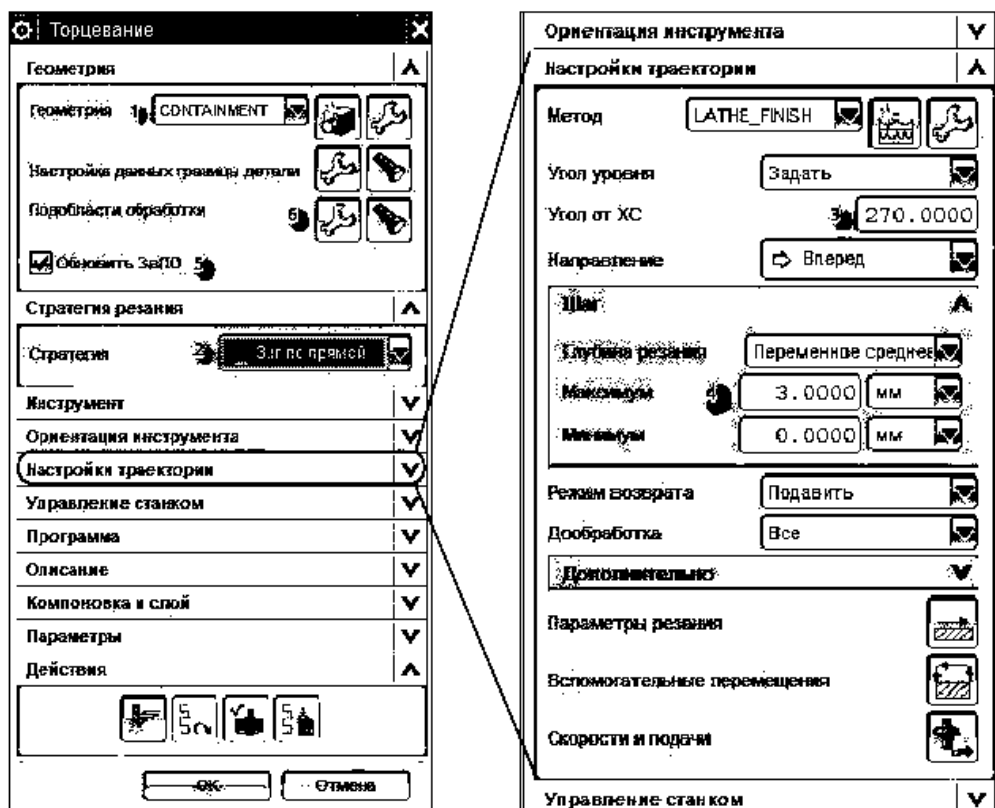 Торцевание
Геометрия
Геометрия 1 CONTAINMENT
Настройка данных границы детали
Подобласти обработки 6
Обновить ЗвПО 5
Стратегия резания
Стратегия 2 Зиг по прямой
Инструмент
Ориентация инструмента
Настройки траектории
Управление станком
Программа
Описание
Компоновка и слой
Параметры
Действия
ОК
Отмена
Ориентация инструмента
Настройки траектории
Метод LATHE_FINISH
Угол уровня Задать
Угол от XC 3 270.0000
Направление Вперед
Шаг
Глубина резания Переменное среднее
Максимум 4 3.0000 мм
Минимум 0.0000 мм
Режим возврата Подавить
Дообработка Все
Дополнительно
Параметры резания
Вспомогательные перемещения
Скорости и подачи
Управление станком